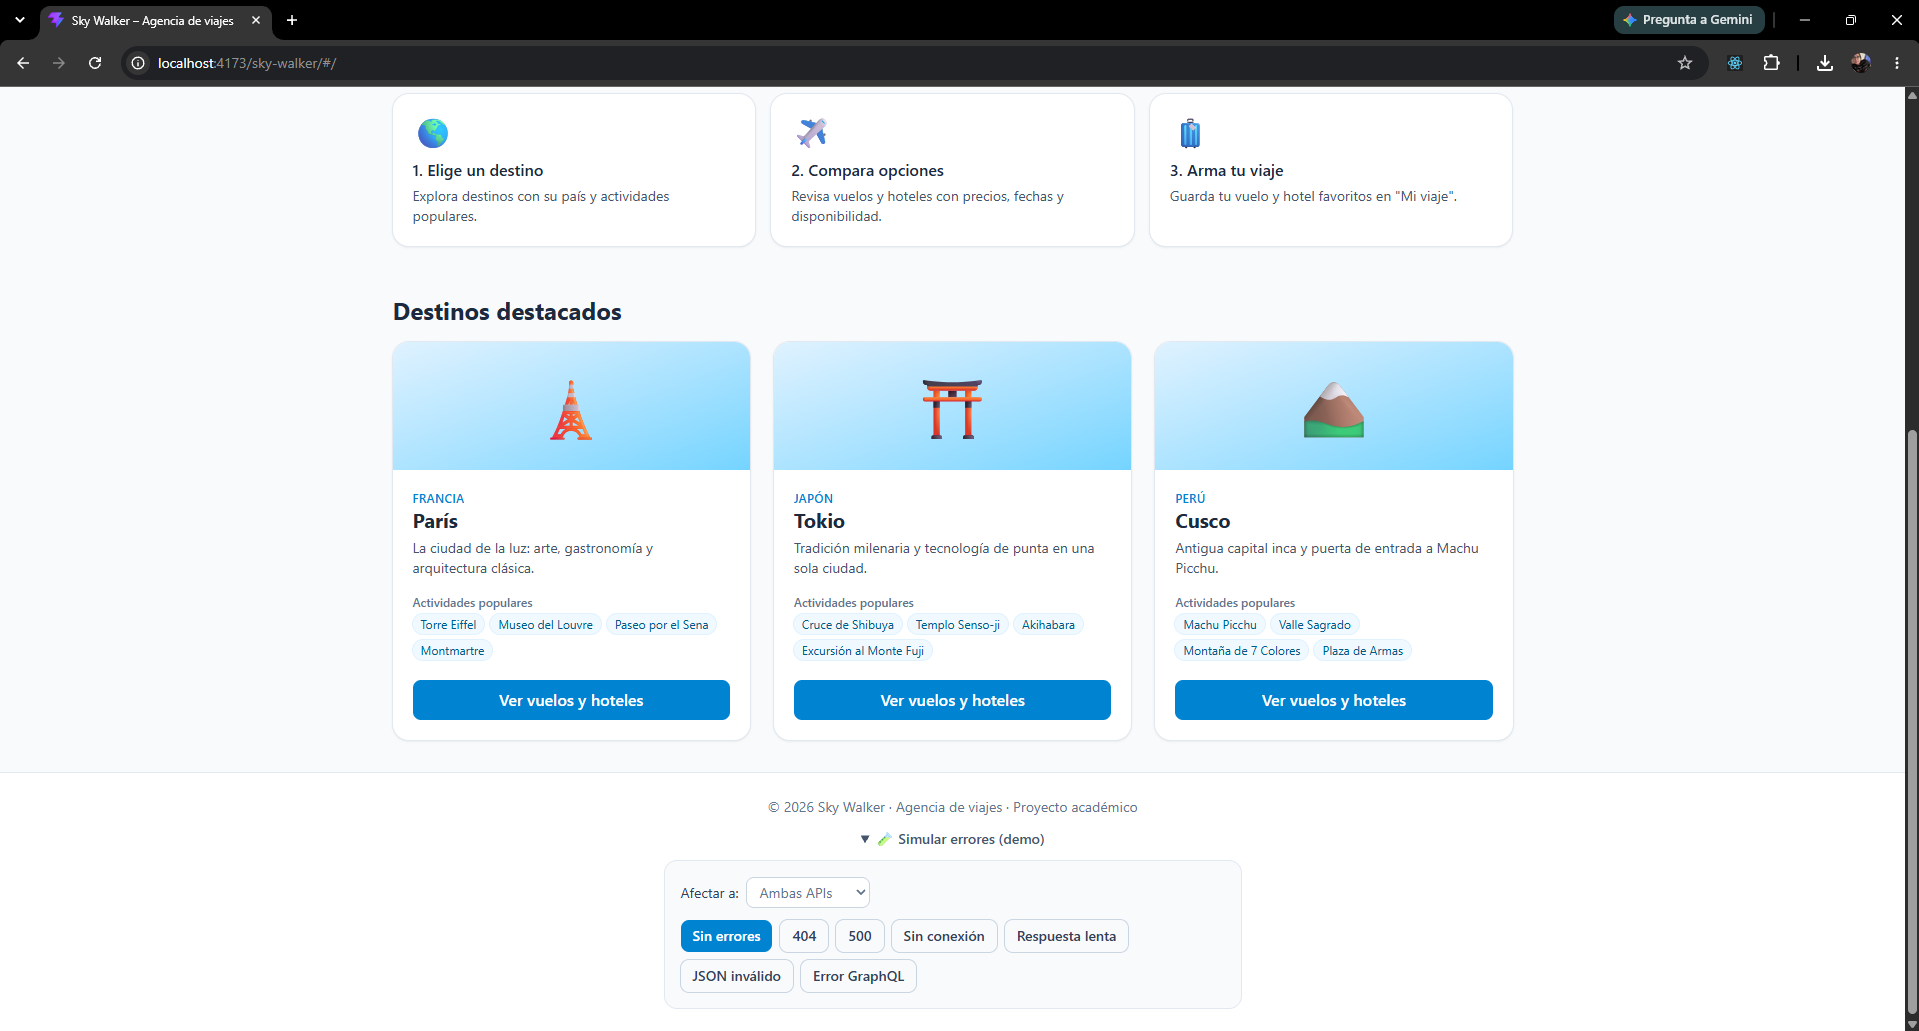 Sky Walker – Agencia de viajes
Pregunta a Gemini
localhost:4173/sky-walker/#/
1. Elige un destino
Explora destinos con su país y actividades
populares.
2. Compara opciones
Revisa vuelos y hoteles con precios, fechas y
disponibilidad.
3. Arma tu viaje
Guarda tu vuelo y hotel favoritos en "Mi viaje".
Destinos destacados
FRANCIA
París
La ciudad de la luz: arte, gastronomía y
arquitectura clásica.
Actividades populares
Torre Eiffel Museo del Louvre Paseo por el Sena
Montmartre
Ver vuelos y hoteles
JAPÓN
Tokio
Tradición milenaria y tecnología de punta en una
sola ciudad.
Actividades populares
Cruce de Shibuya Templo Senso-ji Akihabara
Excursión al Monte Fuji
Ver vuelos y hoteles
PERÚ
Cusco
Antigua capital inca y puerta de entrada a Machu
Picchu.
Actividades populares
Machu Picchu Valle Sagrado
Montaña de 7 Colores Plaza de Armas
Ver vuelos y hoteles
© 2026 Sky Walker · Agencia de viajes · Proyecto académico
▼ 🧪 Simular errores (demo)
Afectar a: Ambas APIs
Sin errores 404 500 Sin conexión Respuesta lenta
JSON inválido Error GraphQL